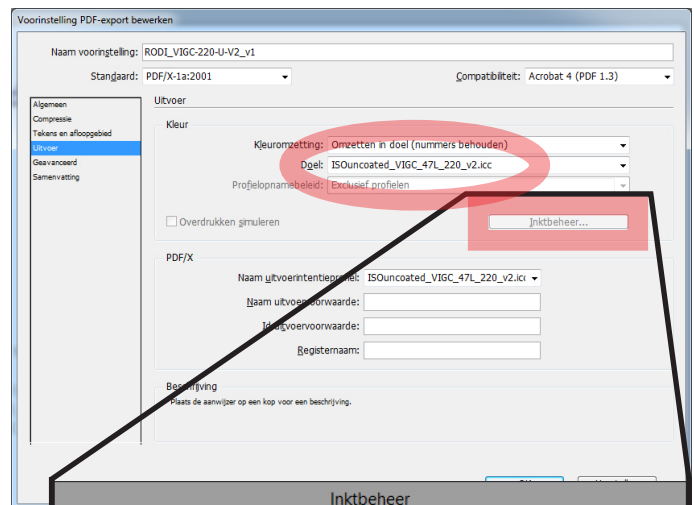 Voorinstelling PDF-export bewerken
Naam voorinstelling: RODI_VIGC-220-U-V2_v1
Standaard: PDF/X-1a:2001 Compatibiliteit: Acrobat 4 (PDF 1.3)
Algemeen
Compressie
Tekens en afloopgebied
Uitvoer
Geavanceerd
Samenvatting
Uitvoer
Kleur
Kleuromzetting: Omzetten in doel (nummers behouden)
Doel: ISOuncoated_VIGC_47L_220_v2.icc
Profielopnamebeleid: Exclusief profielen
Overdrukken simuleren
Inktbeheer...
PDF/X
Naam uitvoerintentieprofiel: ISOuncoated_VIGC_47L_220_v2.icc
Naam uitvoervoorwaarde:
Id uitvoervoorwaarde:
Registernaam:
Beschrijving
Plaats de aanwijzer op een kop voor een beschrijving.
Inktbeheer